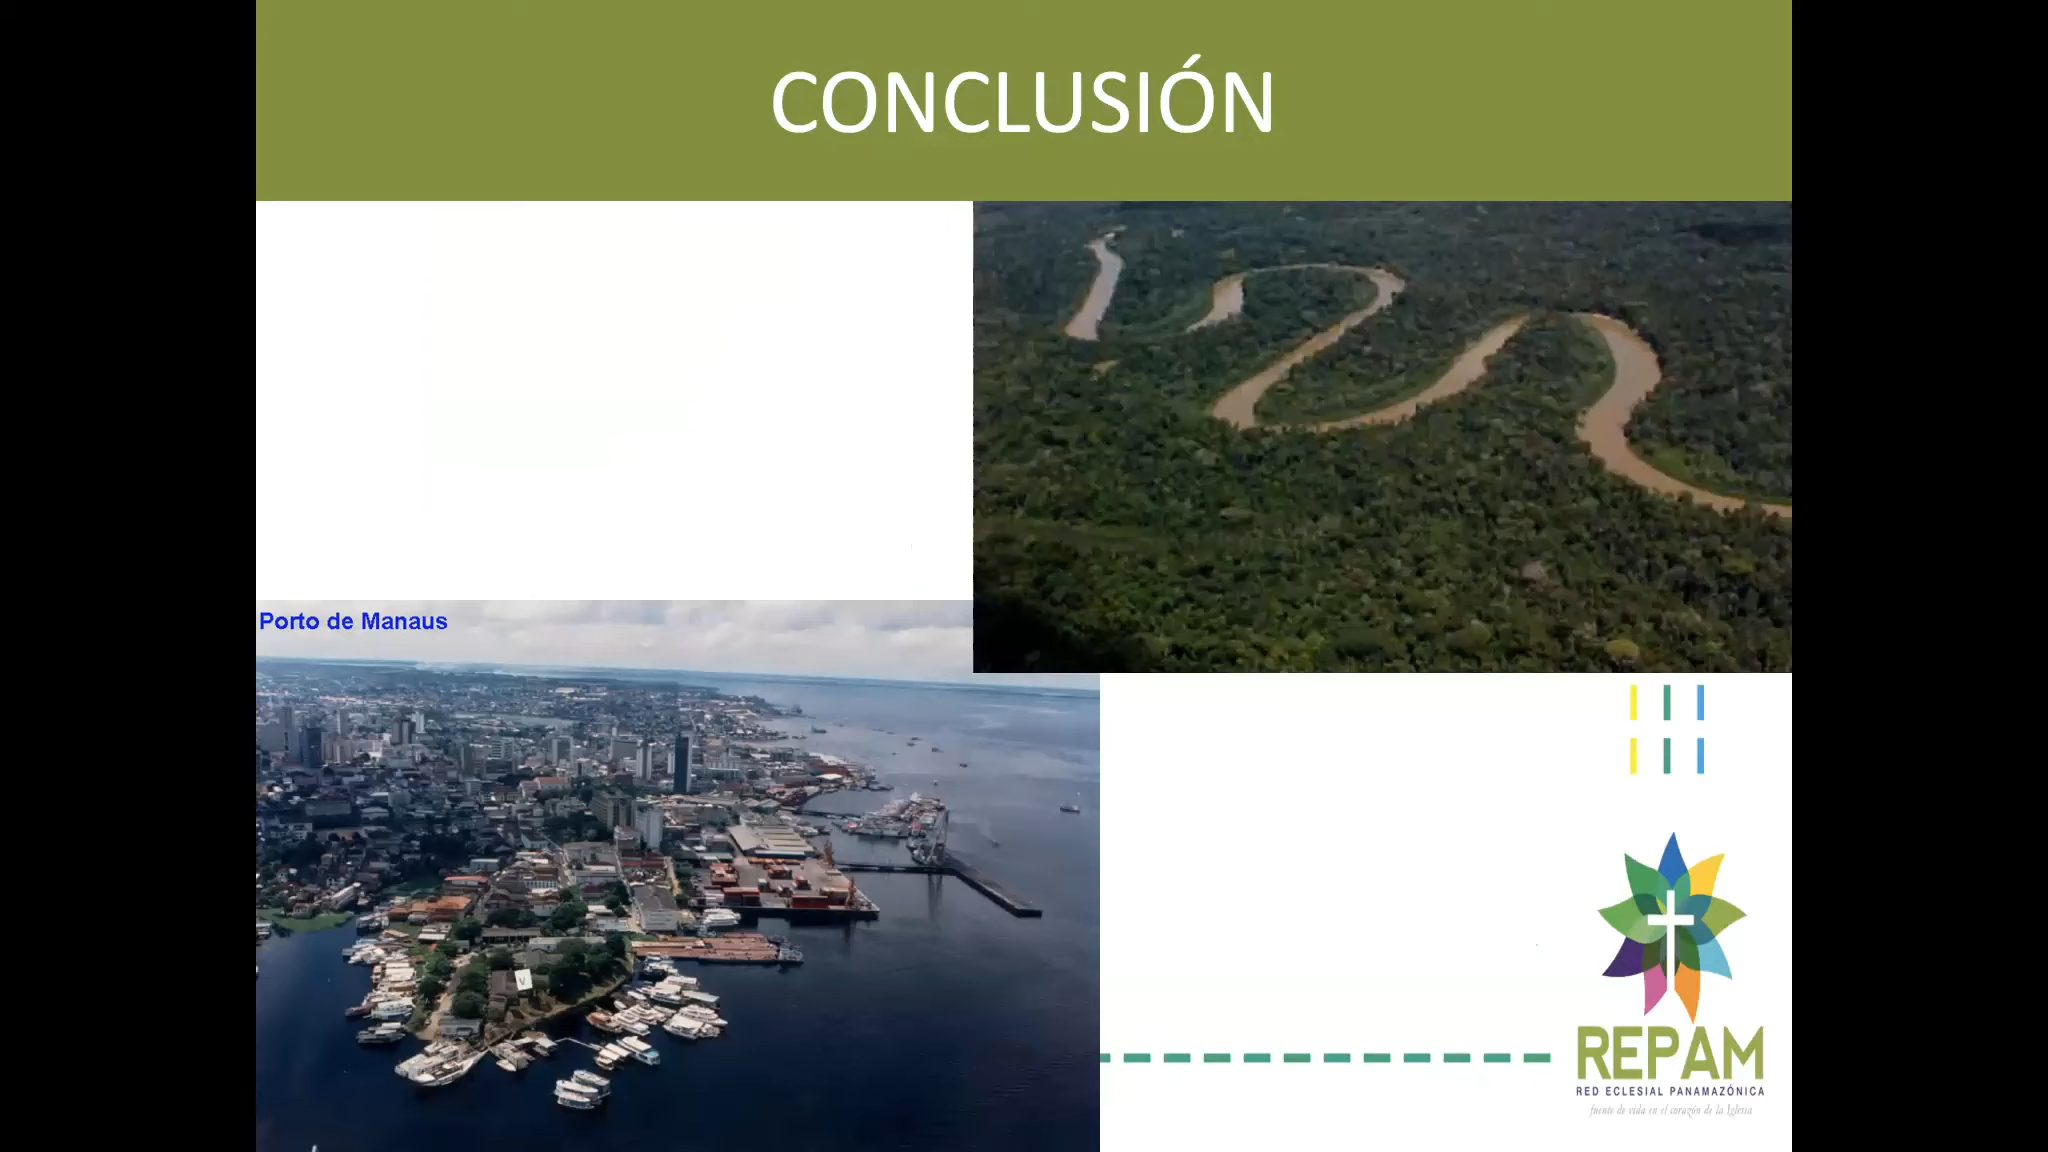 CONCLUSIÓN
Porto de Manaus
V
REPAM
RED ECLESIAL PANAMAZÓNICA
fuente de vida en el corazón de la Iglesia